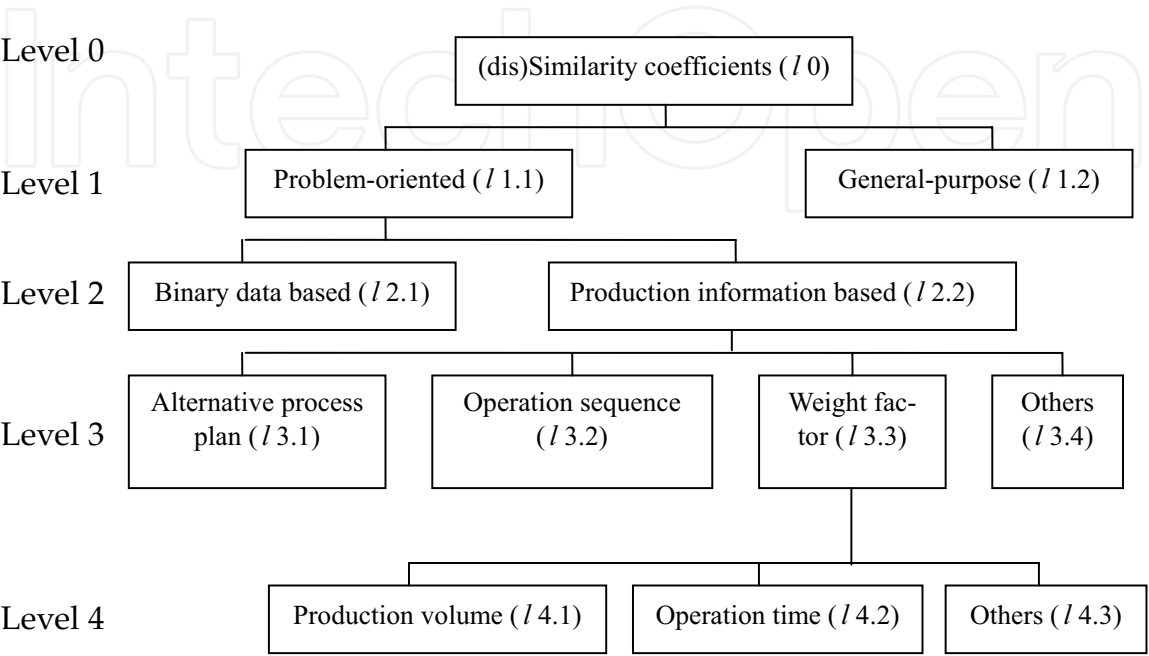 IntechOpen
Level 0
(dis)Similarity coefficients ( l 0)
Level 1
Problem-oriented ( l 1.1)
General-purpose ( l 1.2)
Level 2
Binary data based ( l 2.1)
Production information based ( l 2.2)
Level 3
Alternative process
plan ( l 3.1)
Operation sequence
( l 3.2)
Weight fac-
tor ( l 3.3)
Others
( l 3.4)
Level 4
Production volume ( l 4.1)
Operation time ( l 4.2)
Others ( l 4.3)